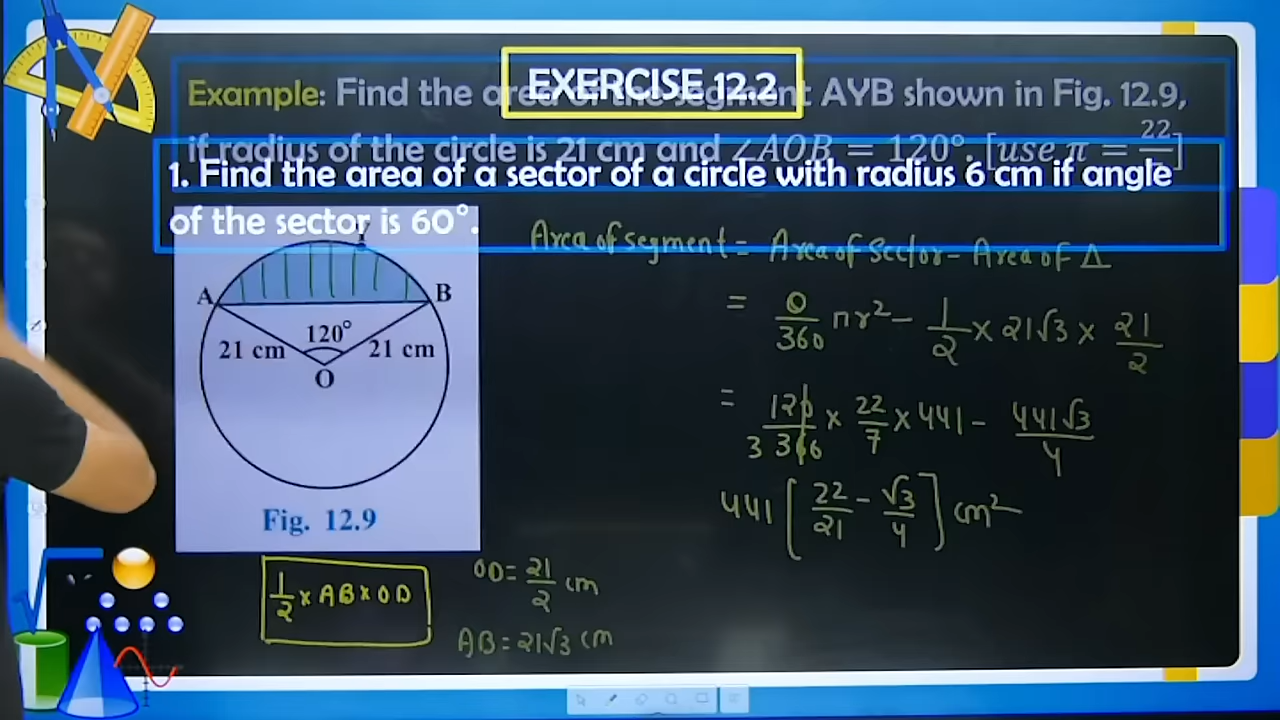 EXERCISE 12.2
Example: Find the area of the segment AYB shown in Fig. 12.9,
if radius of the circle is 21 cm and ∠AOB = 120°. [use π = 22/]
1. Find the area of a sector of a circle with radius 6 cm if angle
of the sector is 60°.
Y
A B
120°
21 cm 21 cm
O
Fig. 12.9
Area of segment = Area of Sector - Area of Δ
= θ/360 πr² - 1/2 × 21√3 × 21/2
= 120/360 × 22/7 × 441 - 441√3/4
3
441 [22/21 - √3/4] cm²
1/2 × AB × OD
OD = 21/2 cm
AB = 21√3 cm